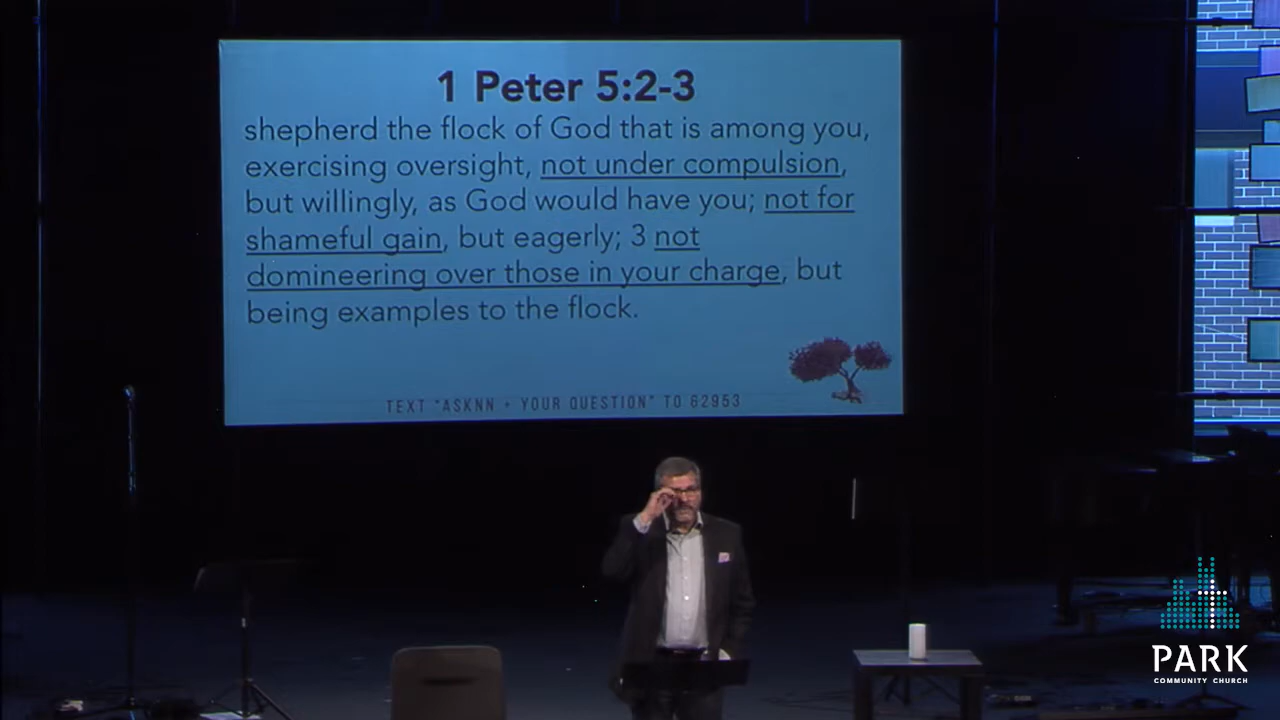 1 Peter 5:2-3
shepherd the flock of God that is among you,
exercising oversight, not under compulsion,
but willingly, as God would have you; not for
shameful gain, but eagerly; 3 not
domineering over those in your charge, but
being examples to the flock.
TEXT "ASKNN + YOUR QUESTION" TO 62953
PARK
COMMUNITY CHURCH